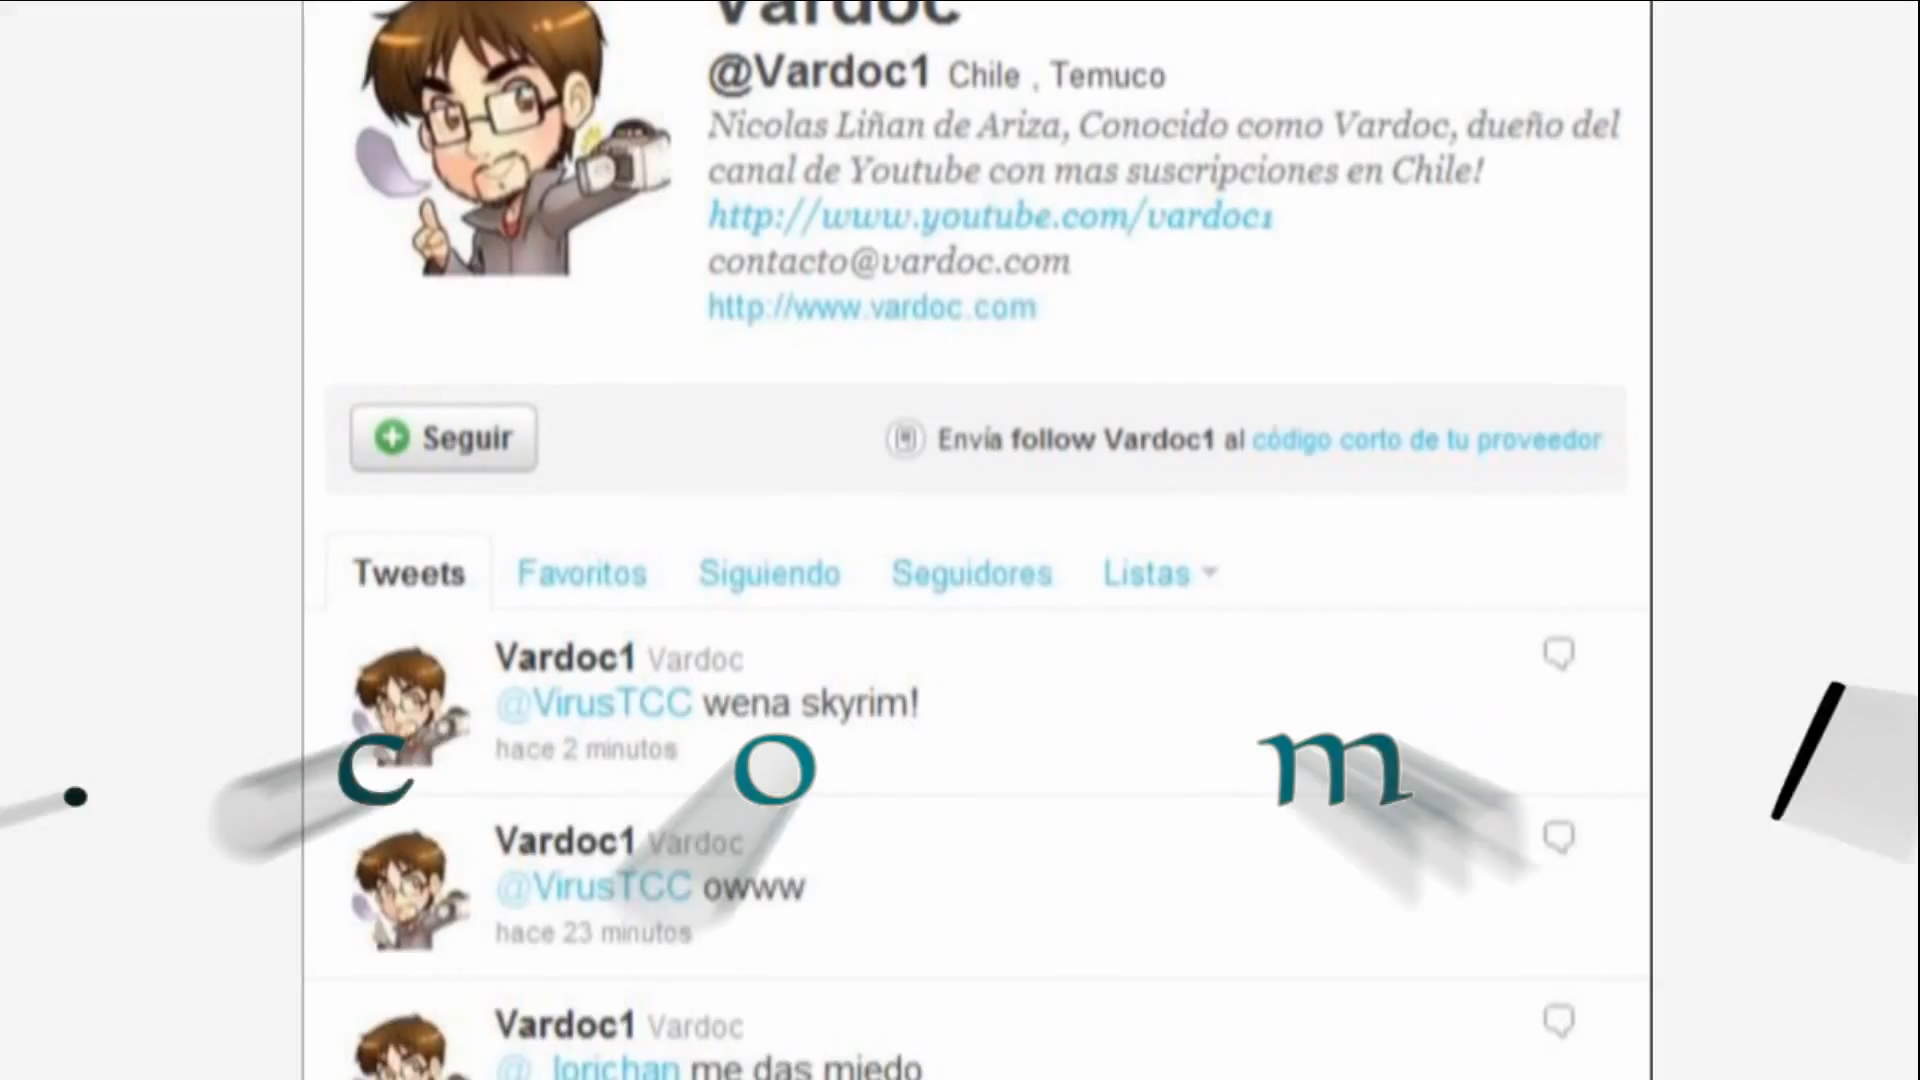 Vardoc
@Vardoc1 Chile , Temuco
Nicolas Liñan de Ariza, Conocido como Vardoc, dueño del
canal de Youtube con mas suscripciones en Chile!
http://www.youtube.com/vardoc1
contacto@vardoc.com
http://www.vardoc.com
Seguir
Envía follow Vardoc1 al código corto de tu proveedor
Tweets Favoritos Siguiendo Seguidores Listas
Vardoc1 Vardoc
@VirusTCC wena skyrim!
hace 2 minutos
. c o m /
Vardoc1 Vardoc
@VirusTCC owww
hace 23 minutos
Vardoc1 Vardoc
@_lorichan me das miedo